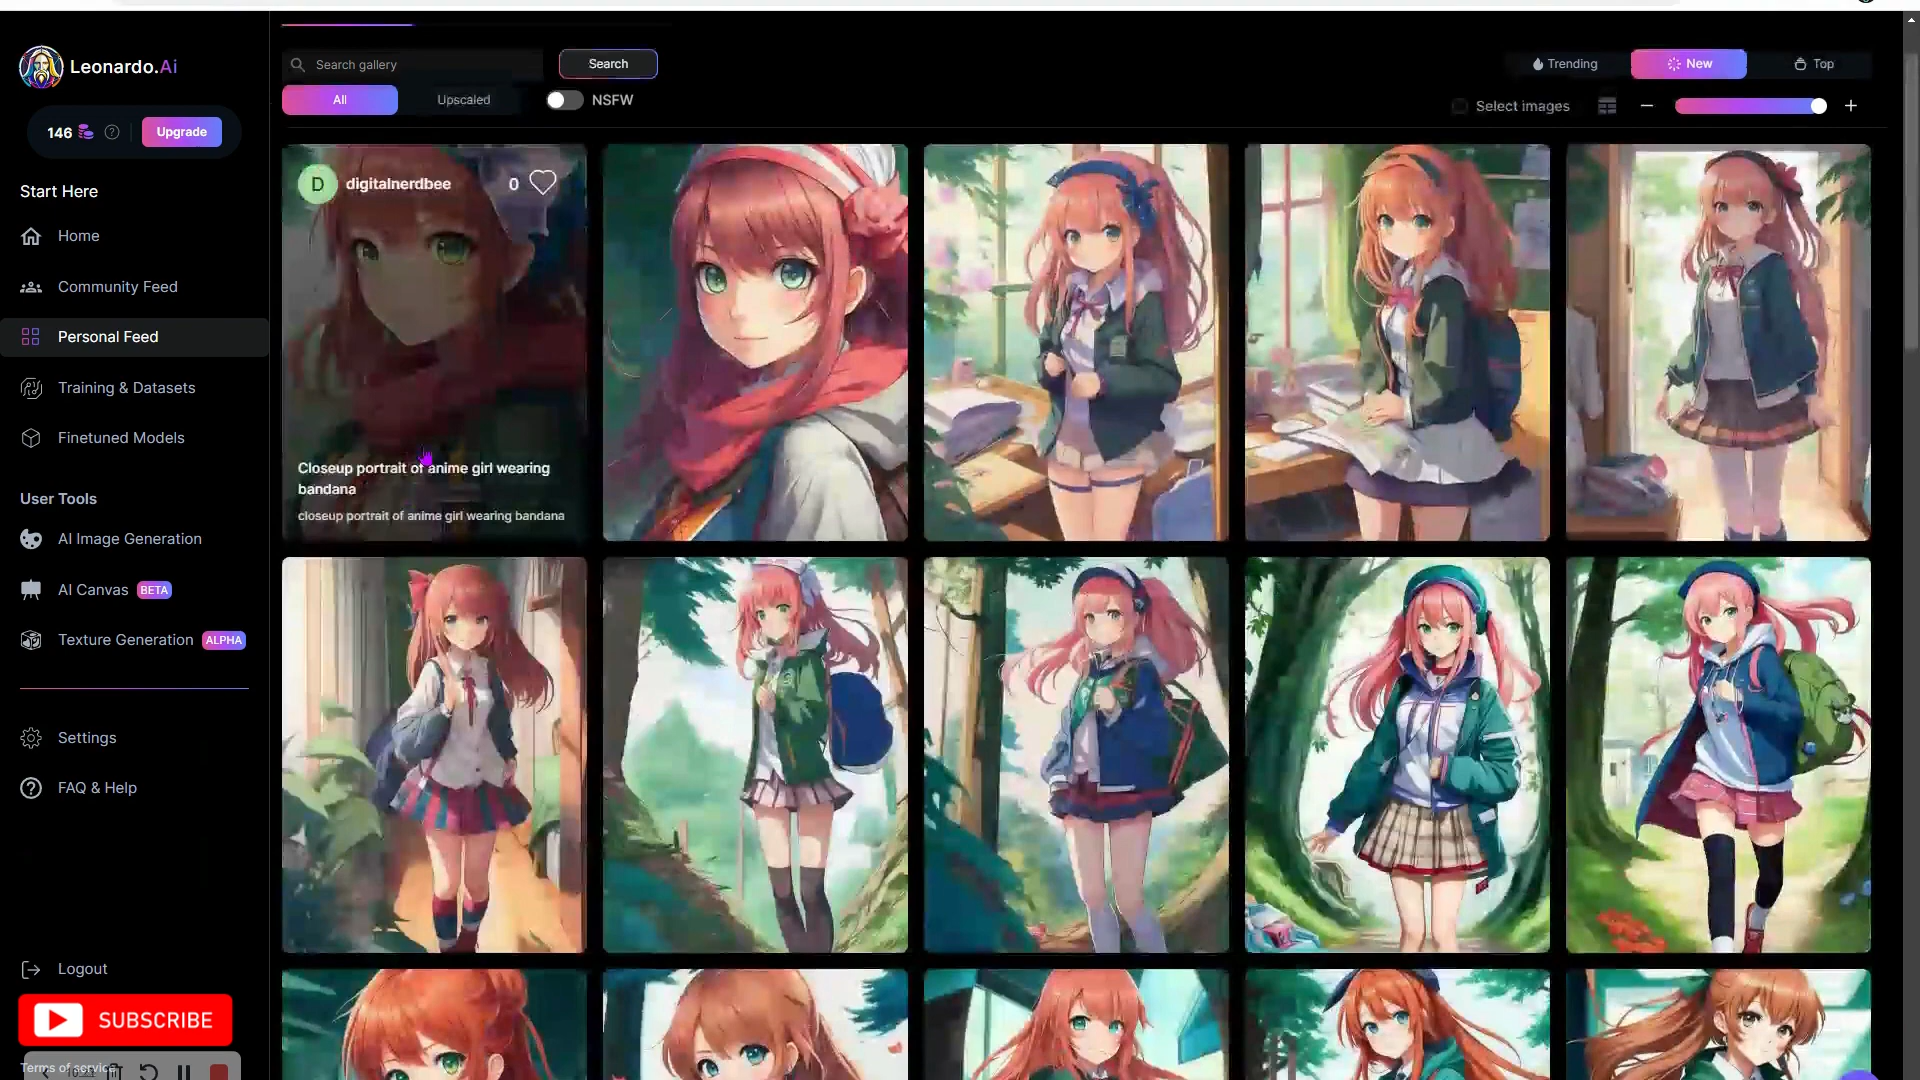 Leonardo.Ai
146
Upgrade
Start Here
Home
Community Feed
Personal Feed
Training & Datasets
Finetuned Models
User Tools
AI Image Generation
AI Canvas BETA
Texture Generation ALPHA
Settings
FAQ & Help
Logout
SUBSCRIBE
Terms of service
Search gallery
Search
Trending
New
Top
All
Upscaled
NSFW
Select images
D
digitalnerdbee
0
Closeup portrait of anime girl wearing
bandana
closeup portrait of anime girl wearing bandana